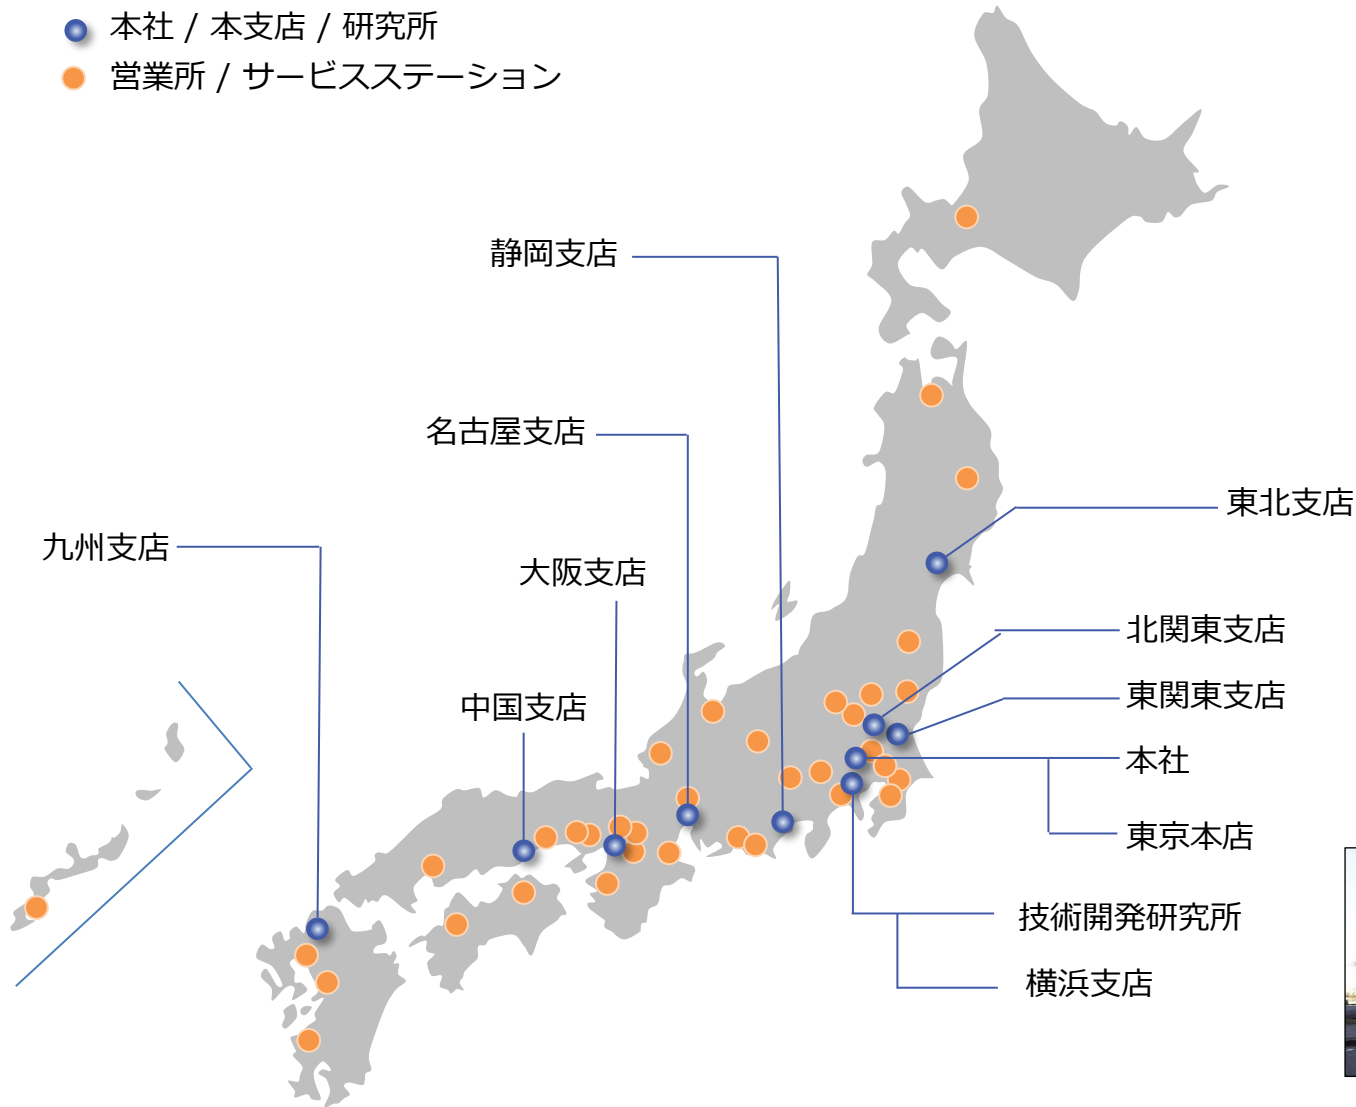 本社 / 本支店 / 研究所
営業所 / サービスステーション
静岡支店
名古屋支店
東北支店
九州支店
大阪支店
北関東支店
東関東支店
中国支店
本社
東京本店
技術開発研究所
横浜支店